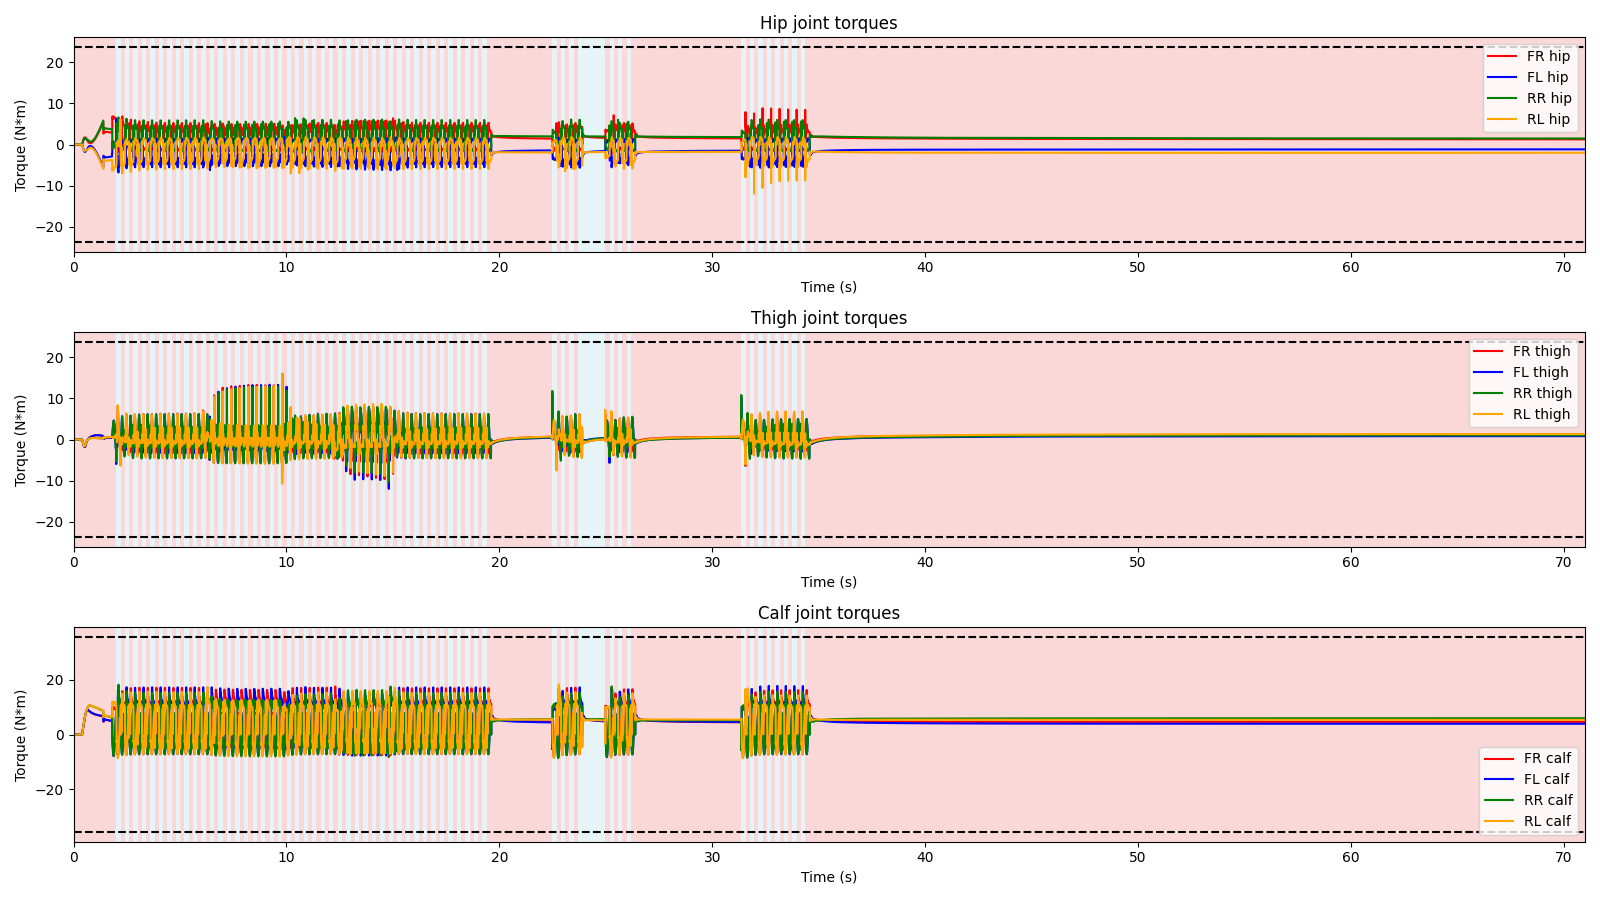 Hip joint torques
Torque (N*m)
20
10
0
−10
−20
FR hip
FL hip
RR hip
RL hip
0 10 20 30 40 50 60 70
Time (s)
Thigh joint torques
Torque (N*m)
20
10
0
−10
−20
FR thigh
FL thigh
RR thigh
RL thigh
0 10 20 30 40 50 60 70
Time (s)
Calf joint torques
Torque (N*m)
20
0
−20
FR calf
FL calf
RR calf
RL calf
0 10 20 30 40 50 60 70
Time (s)